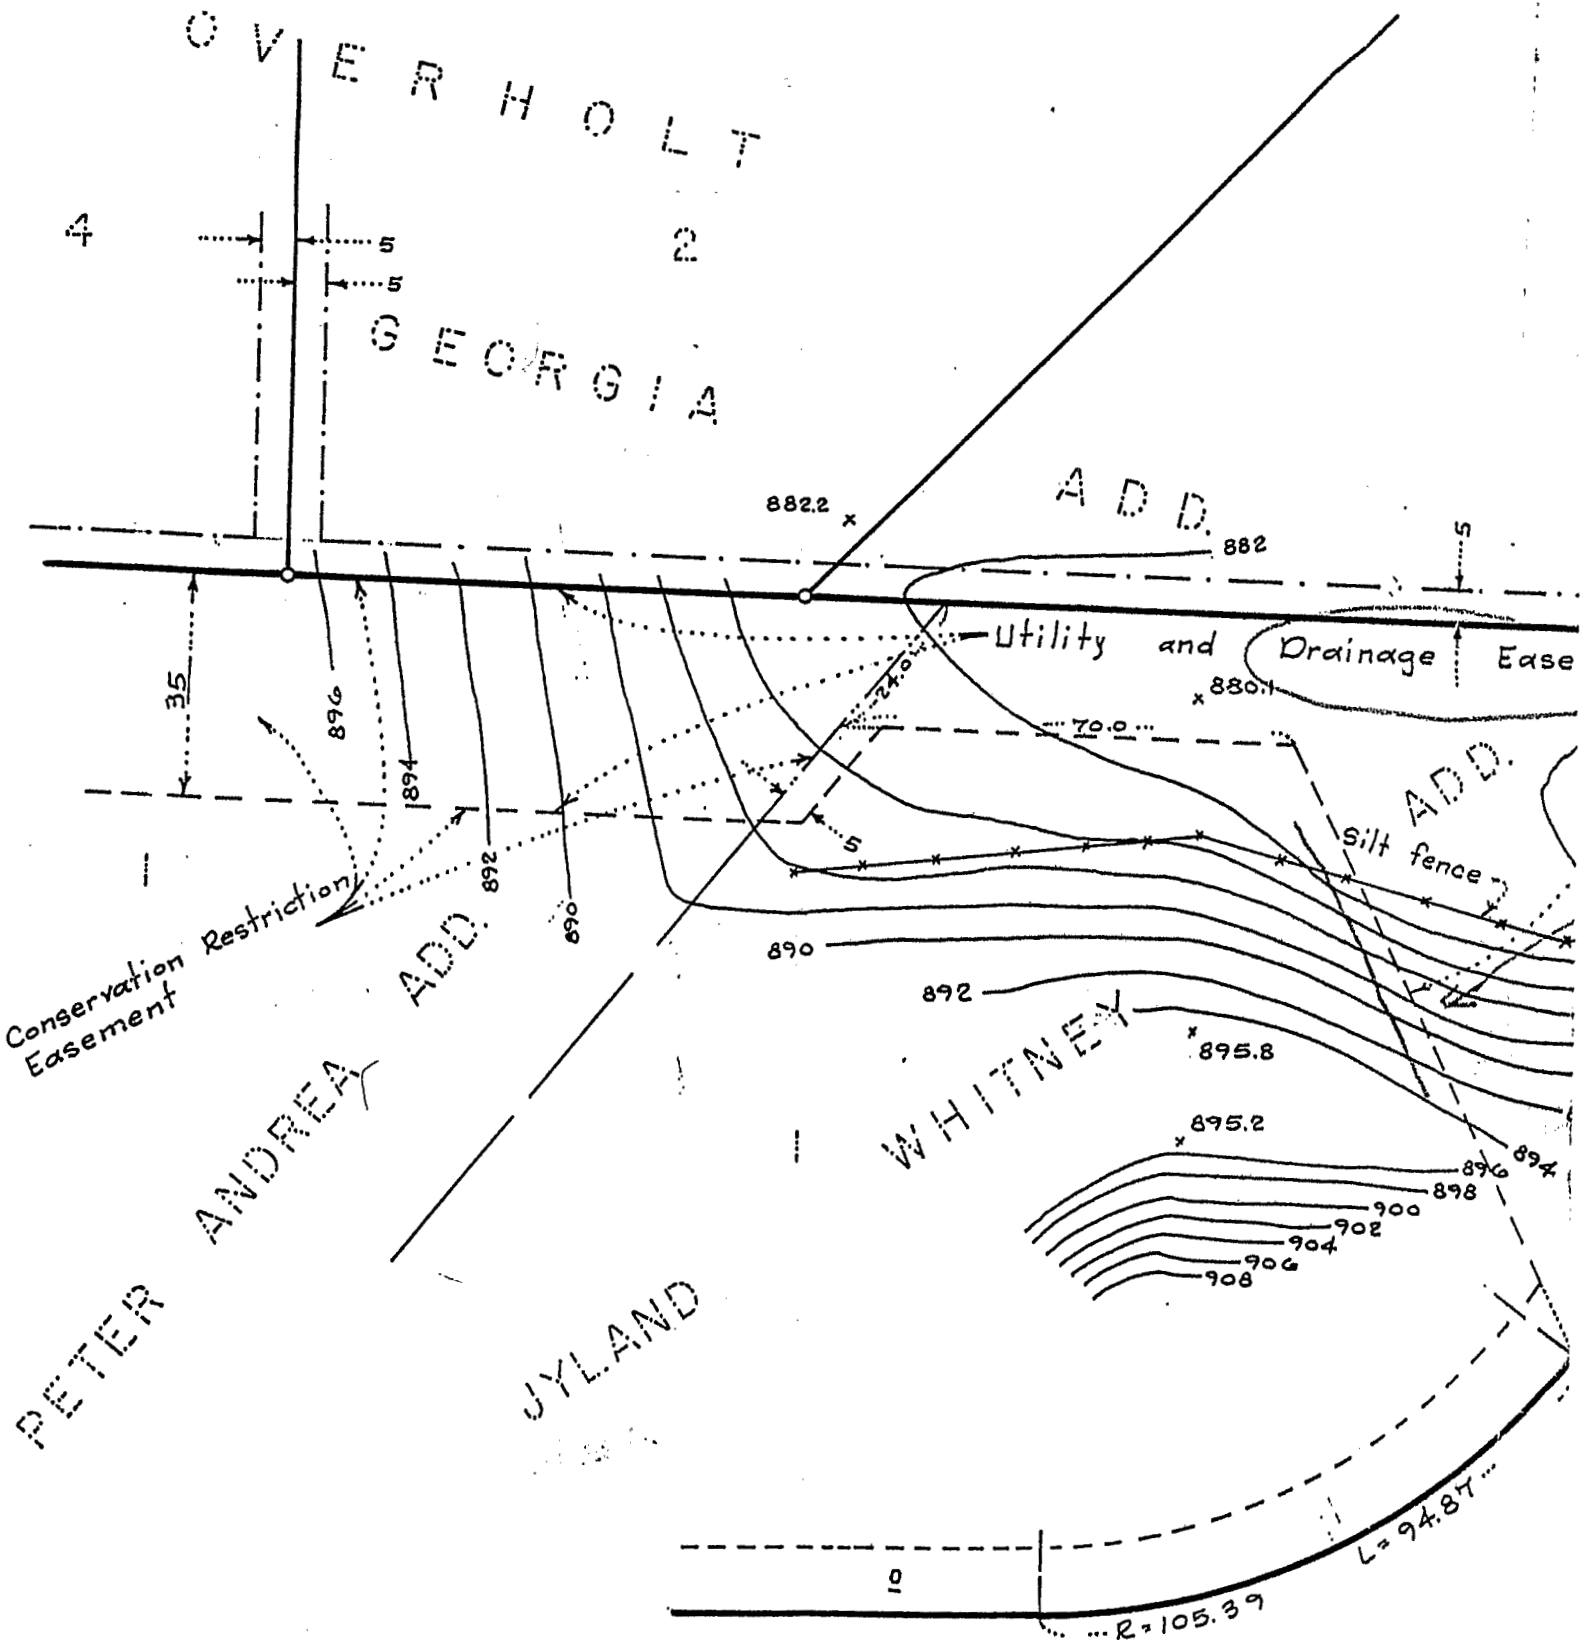 OVERHOLT
4
2
5
5
GEORGIA
ADD.
882.2
882
5
Utility and Drainage Ease
880.1
24.0
70.0
35
896
894
892
890
5
ADD.
Silt fence
Conservation Restriction
Easement
ADD.
PETER ANDREA
1
890
892
894
WHITNEY
895.8
895.2
896
898
900
902
904
906
908
1
JYLAND
L=94.87
R=105.39